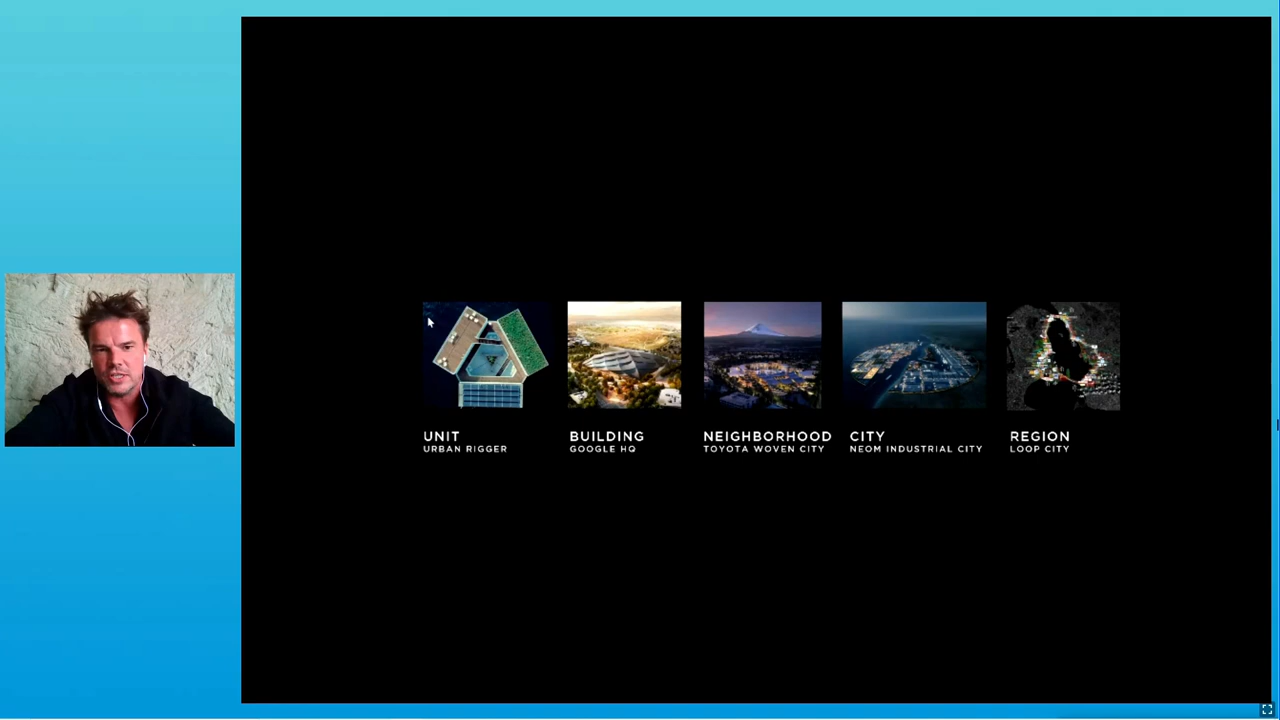 UNIT
URBAN RIGGER
BUILDING
GOOGLE HQ
NEIGHBORHOOD
TOYOTA WOVEN CITY
CITY
NEOM INDUSTRIAL CITY
REGION
LOOP CITY